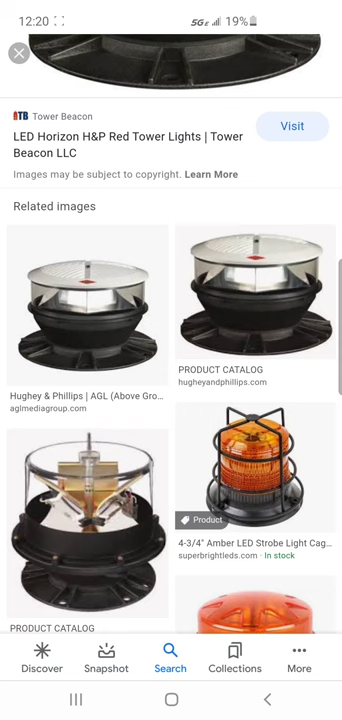 12:20
5GE 19%
TB Tower Beacon
LED Horizon H&P Red Tower Lights | Tower
Beacon LLC
Visit
Images may be subject to copyright. Learn More
Related images
Hughey & Phillips | AGL (Above Gro...
aglmediagroup.com
PRODUCT CATALOG
hugheyandphillips.com
Product
4-3/4" Amber LED Strobe Light Cag...
superbrightleds.com · In stock
PRODUCT CATALOG
Discover
Snapshot
Search
Collections
More